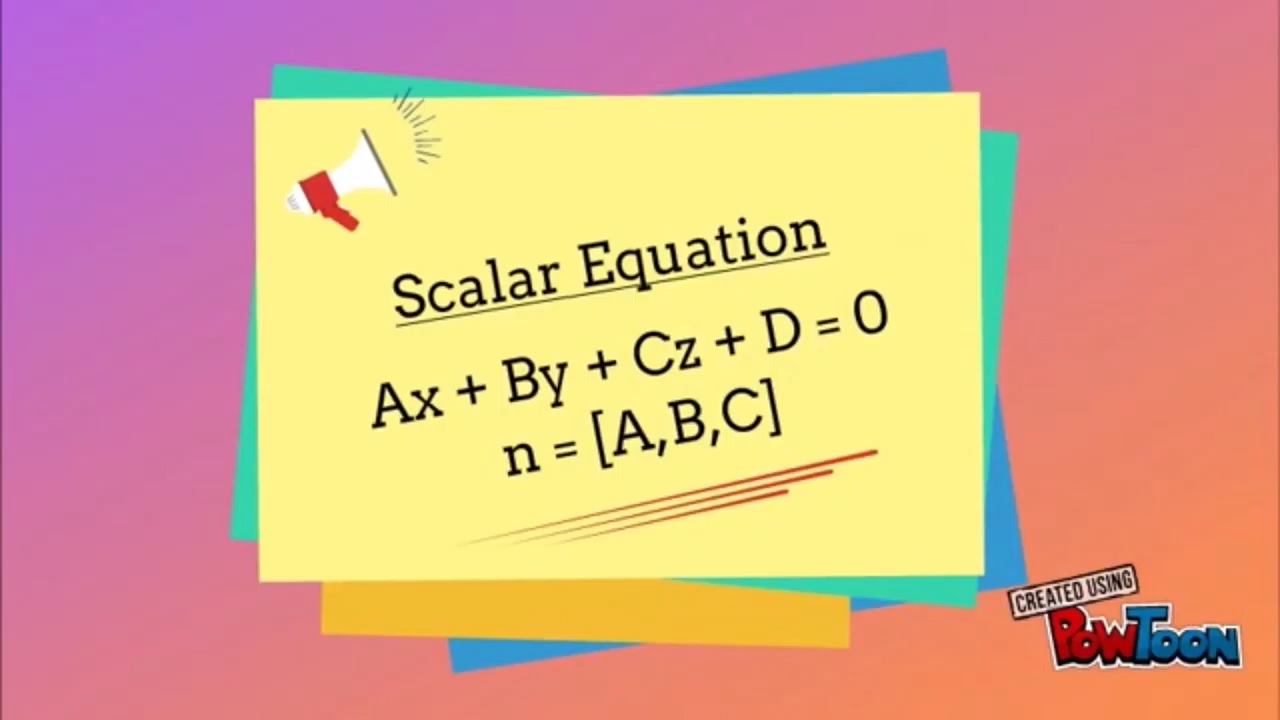 Scalar Equation
Ax + By + Cz + D = 0
n = [A,B,C]
CREATED USING
POWTOON